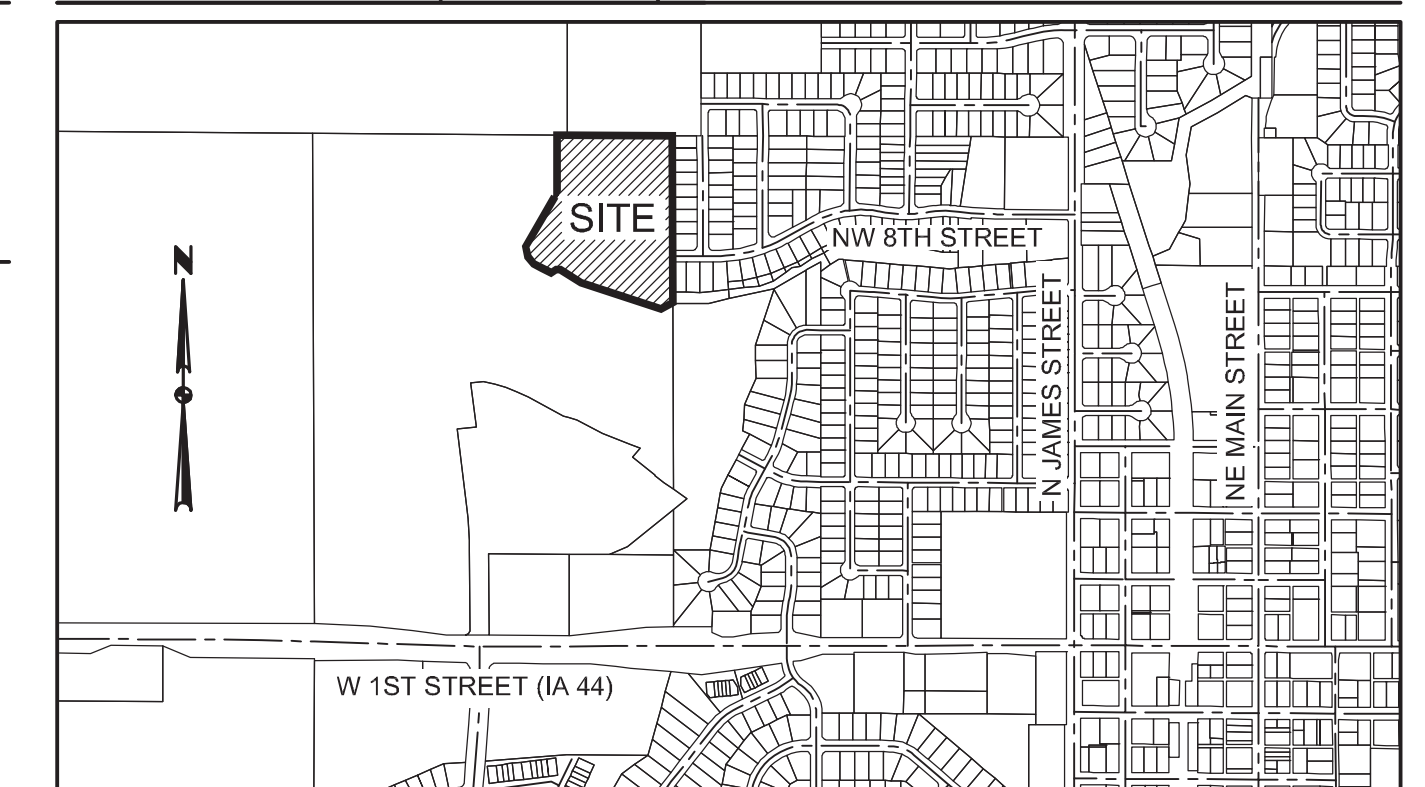 SITE
NW 8TH STREET
N
N JAMES STREET
NE MAIN STREET
W 1ST STREET (IA 44)